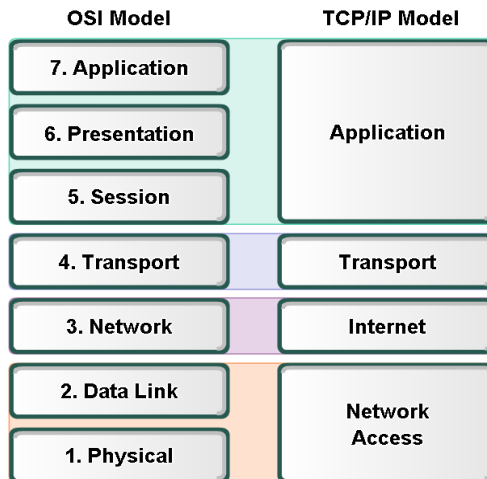 OSI Model
TCP/IP Model
7. Application
6. Presentation
5. Session
Application
4. Transport
Transport
3. Network
Internet
2. Data Link
1. Physical
Network
Access